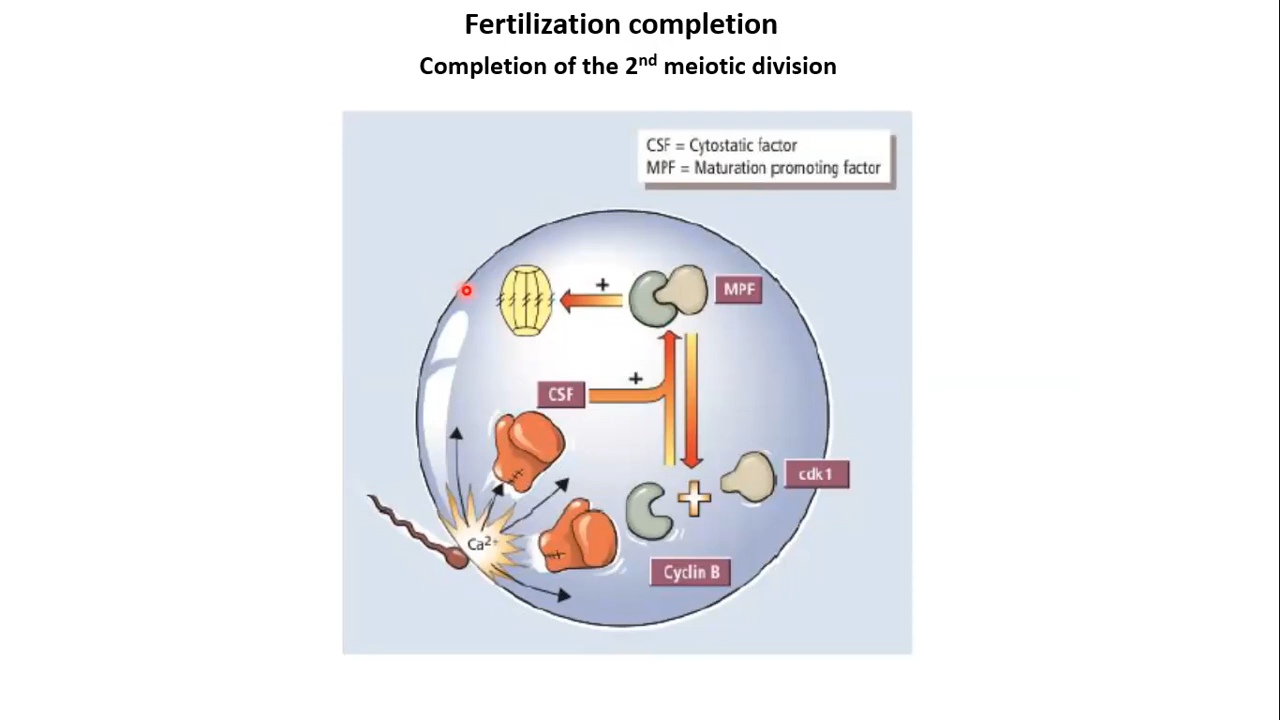 Fertilization completion
Completion of the 2nd meiotic division
CSF = Cytostatic factor
MPF = Maturation promoting factor
+
MPF
+
CSF
cdk1
Ca2+
Cyclin B